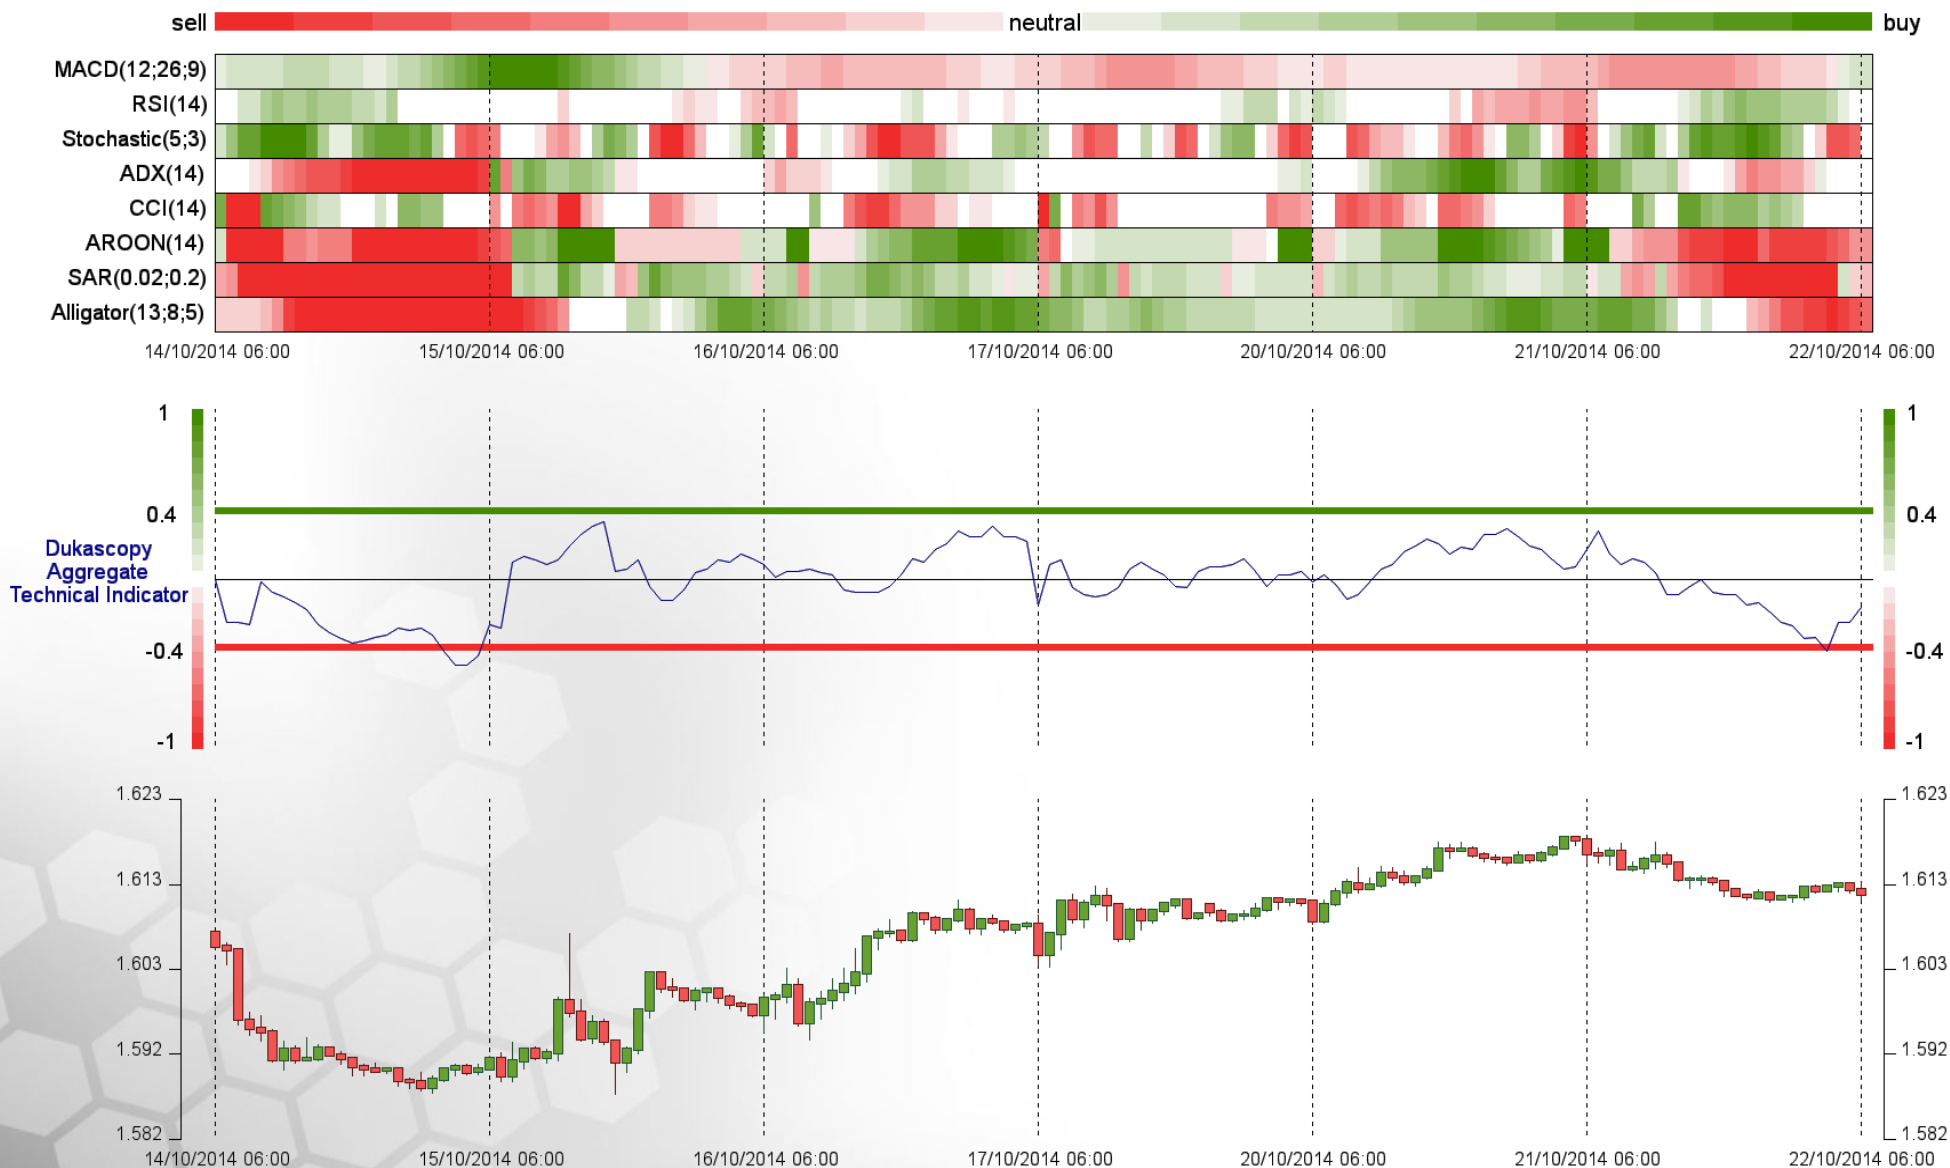 sell neutral buy
MACD(12;26;9)
RSI(14)
Stochastic(5;3)
ADX(14)
CCI(14)
AROON(14)
SAR(0.02;0.2)
Alligator(13;8;5)
14/10/2014 06:00 15/10/2014 06:00 16/10/2014 06:00 17/10/2014 06:00 20/10/2014 06:00 21/10/2014 06:00 22/10/2014 06:00
1 1
0.4 0.4
Dukascopy
Aggregate
Technical Indicator
-0.4 -0.4
-1 -1
1.623 1.623
1.613 1.613
1.603 1.603
1.592 1.592
1.582 1.582
14/10/2014 06:00 15/10/2014 06:00 16/10/2014 06:00 17/10/2014 06:00 20/10/2014 06:00 21/10/2014 06:00 22/10/2014 06:00